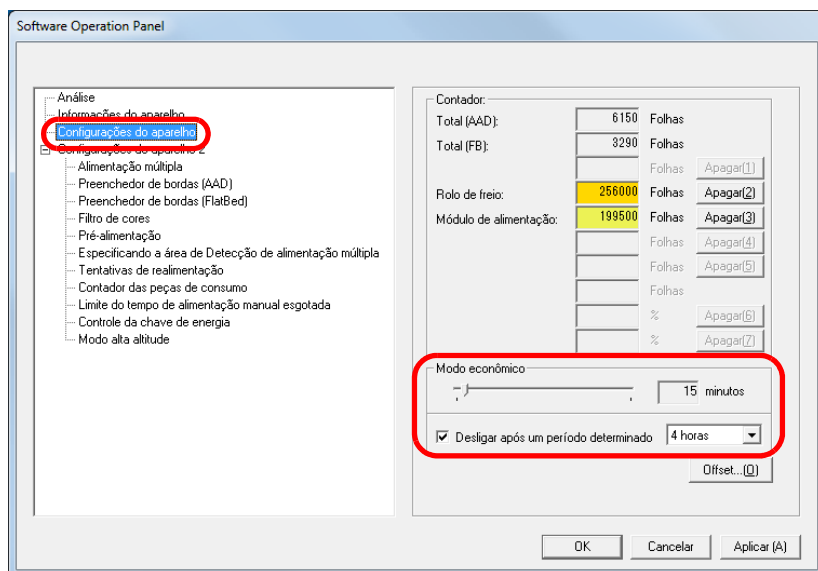 Software Operation Panel
Análise
Informações do aparelho
Configurações do aparelho
Configurações do aparelho 2
Alimentação múltipla
Preenchedor de bordas (AAD)
Preenchedor de bordas (FlatBed)
Filtro de cores
Pré-alimentação
Especificando a área de Detecção de alimentação múltipla
Tentativas de realimentação
Contador das peças de consumo
Limite do tempo de alimentação manual esgotada
Controle da chave de energia
Modo alta altitude
Contador:
Total (AAD): 6150 Folhas
Total (FB): 3290 Folhas
Folhas Apagar(1)
Rolo de freio: 256000 Folhas Apagar(2)
Módulo de alimentação: 199500 Folhas Apagar(3)
Folhas Apagar(4)
Folhas Apagar(5)
Folhas
% Apagar(6)
% Apagar(7)
Modo econômico
15 minutos
Desligar após um período determinado 4 horas
Offset...(O)
OK Cancelar Aplicar (A)